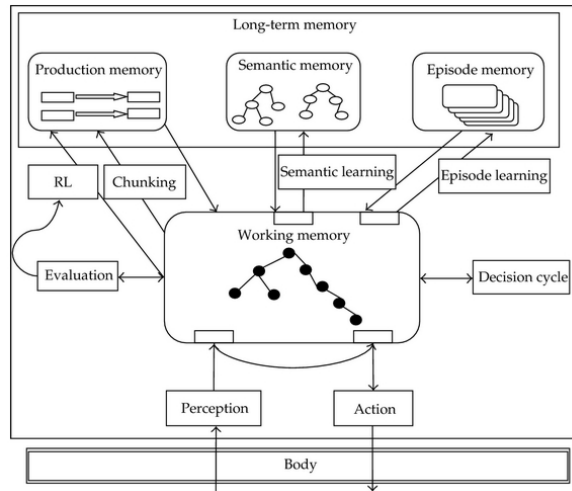 Long-term memory
Production memory
Semantic memory
Episode memory
RL
Chunking
Semantic learning
Episode learning
Working memory
Evaluation
Decision cycle
Perception
Action
Body